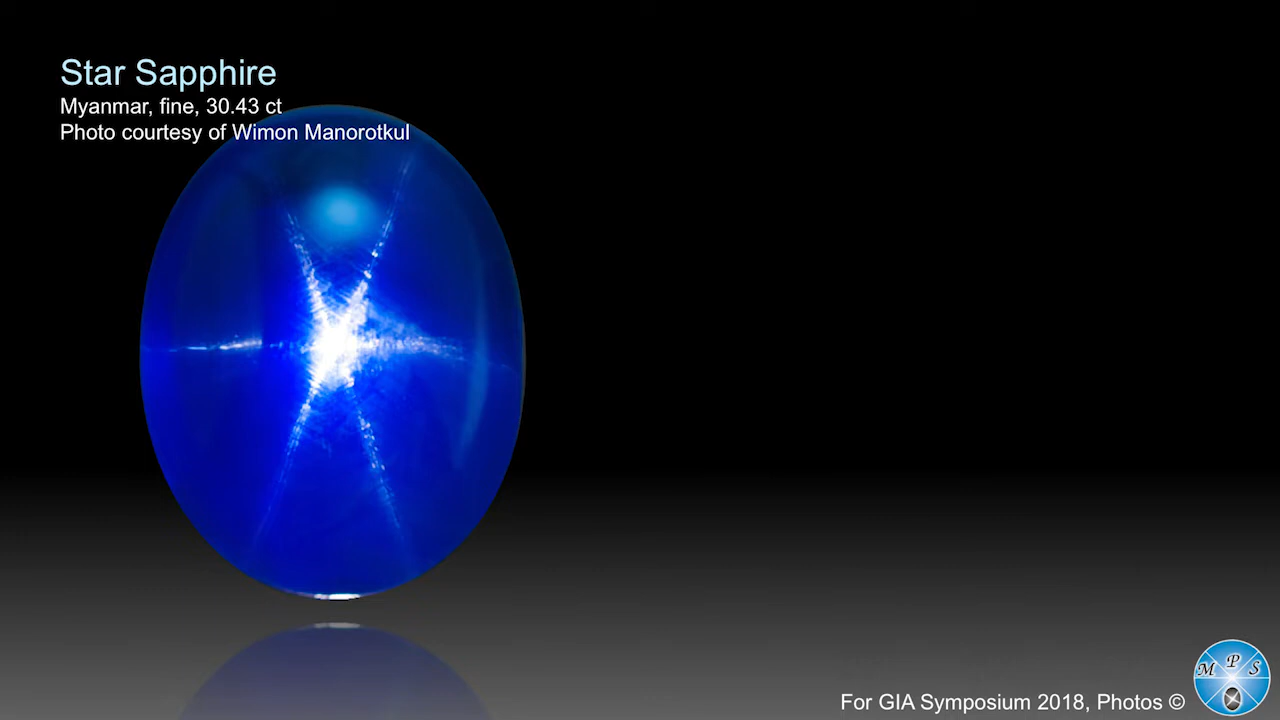 Star Sapphire
Myanmar, fine, 30.43 ct
Photo courtesy of Wimon Manorotkul
For GIA Symposium 2018, Photos ©
M P S